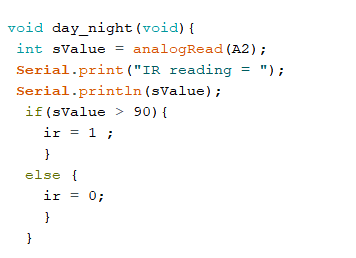 void day_night(void){
int sValue = analogRead(A2);
Serial.print("IR reading = ");
Serial.println(sValue);
if(sValue > 90){
ir = 1 ;
}
else {
ir = 0;
}
}